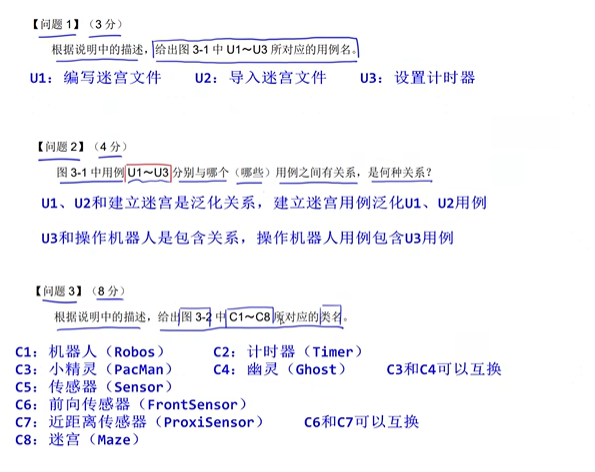 【问题1】（3 分）
根据说明中的描述，给出图 3-1 中 U1～U3 所对应的用例名。
U1：编写迷宫文件 U2：导入迷宫文件 U3：设置计时器
【问题2】（4 分）
图 3-1 中用例 U1～U3 分别与哪个（哪些）用例之间有关系，是何种关系？
U1、U2和建立迷宫是泛化关系，建立迷宫用例泛化U1、U2用例
U3和操作机器人是包含关系，操作机器人用例包含U3用例
【问题3】（8 分）
根据说明中的描述，给出图 3-2 中 C1～C8 所对应的类名。
C1：机器人（Robos） C2：计时器（Timer）
C3：小精灵（PacMan） C4：幽灵（Ghost） C3和C4可以互换
C5：传感器（Sensor）
C6：前向传感器（FrontSensor）
C7：近距离传感器（ProxiSensor） C6和C7可以互换
C8：迷宫（Maze）